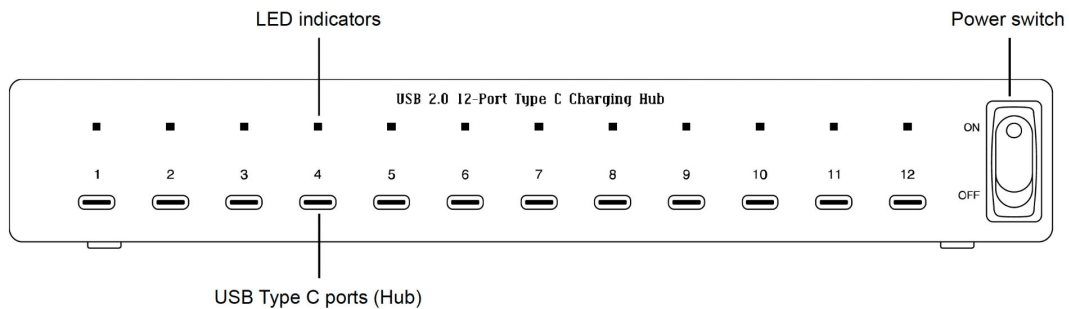 LED indicators Power switch
USB 2.0 12-Port Type C Charging Hub
ON
1 2 3 4 5 6 7 8 9 10 11 12
OFF
USB Type C ports (Hub)